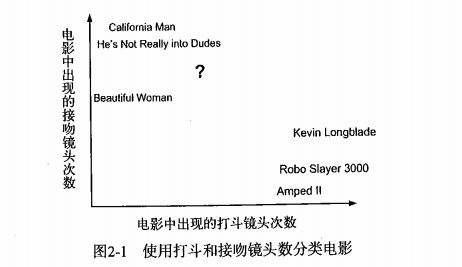 California Man
He's Not Really into Dudes
?
Beautiful Woman
Kevin Longblade
Robo Slayer 3000
Amped II
电影中出现的接吻镜头次数
电影中出现的打斗镜头次数
图2-1 使用打斗和接吻镜头数分类电影